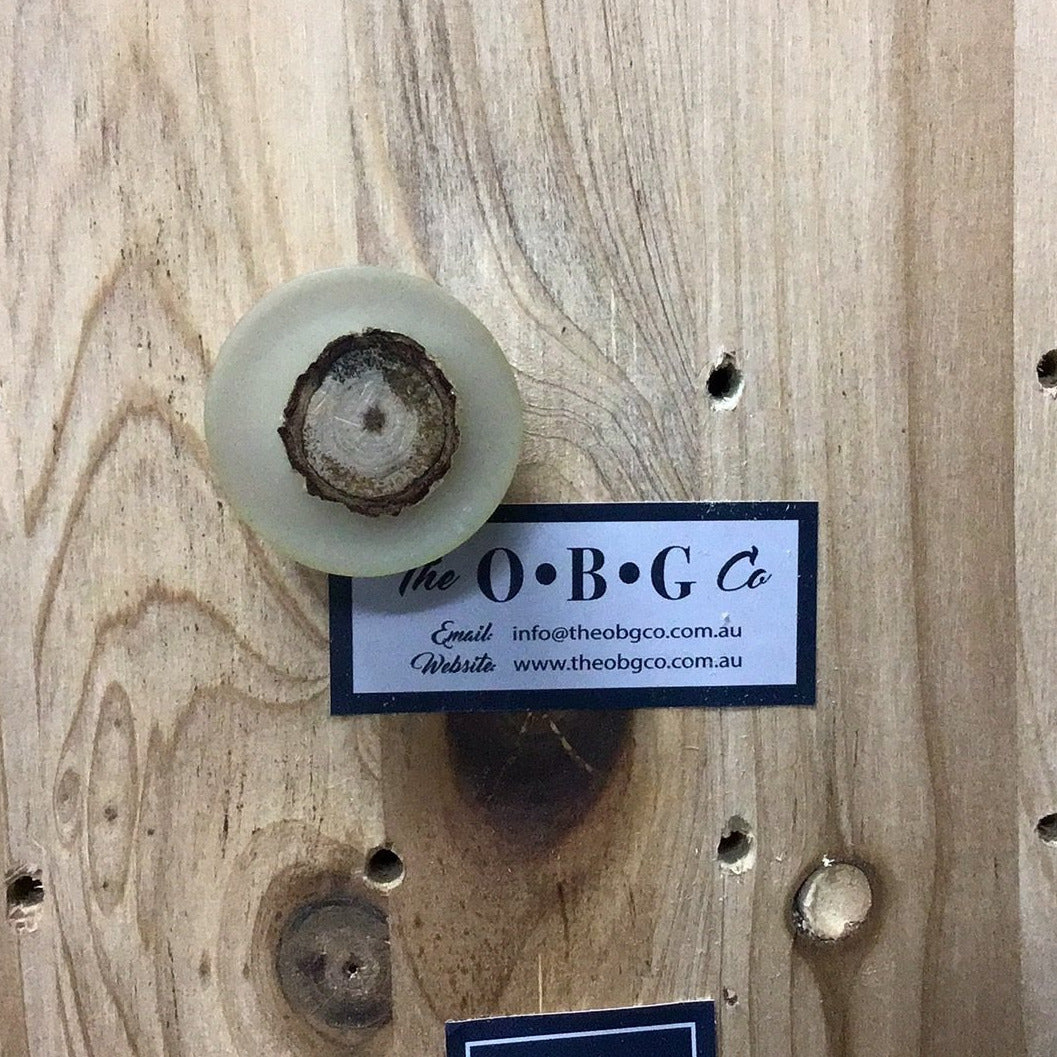 The O•B•G Co
Email: info@theobgco.com.au
Website: www.theobgco.com.au